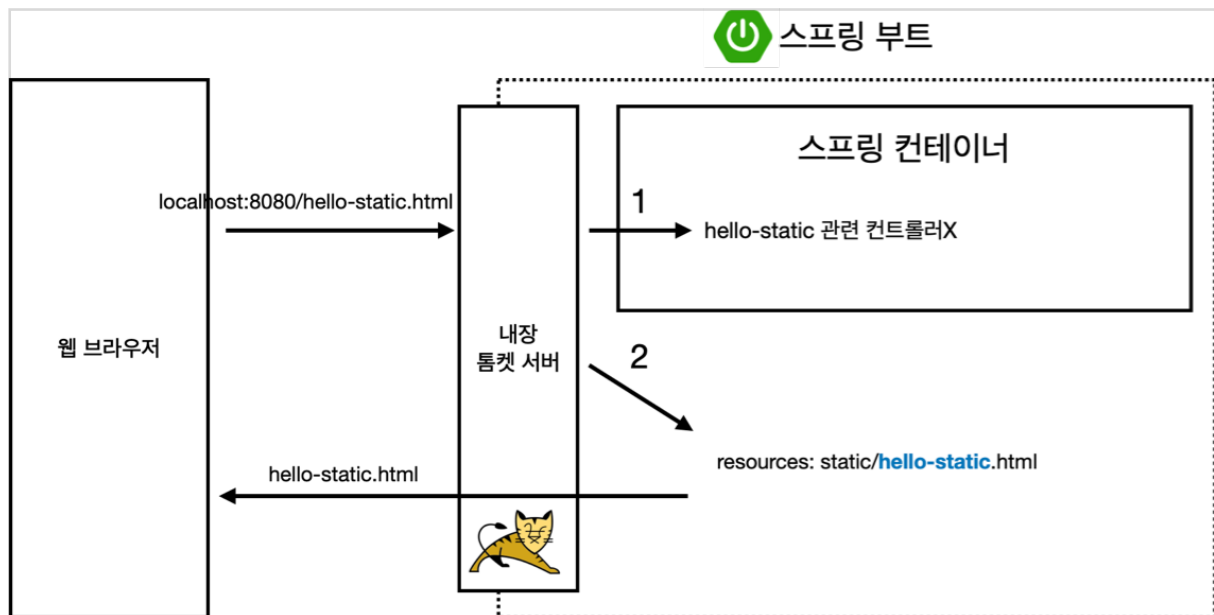 스프링 부트
스프링 컨테이너
localhost:8080/hello-static.html
1
hello-static 관련 컨트롤러X
웹 브라우저
내장
톰켓 서버
2
resources: static/hello-static.html
hello-static.html